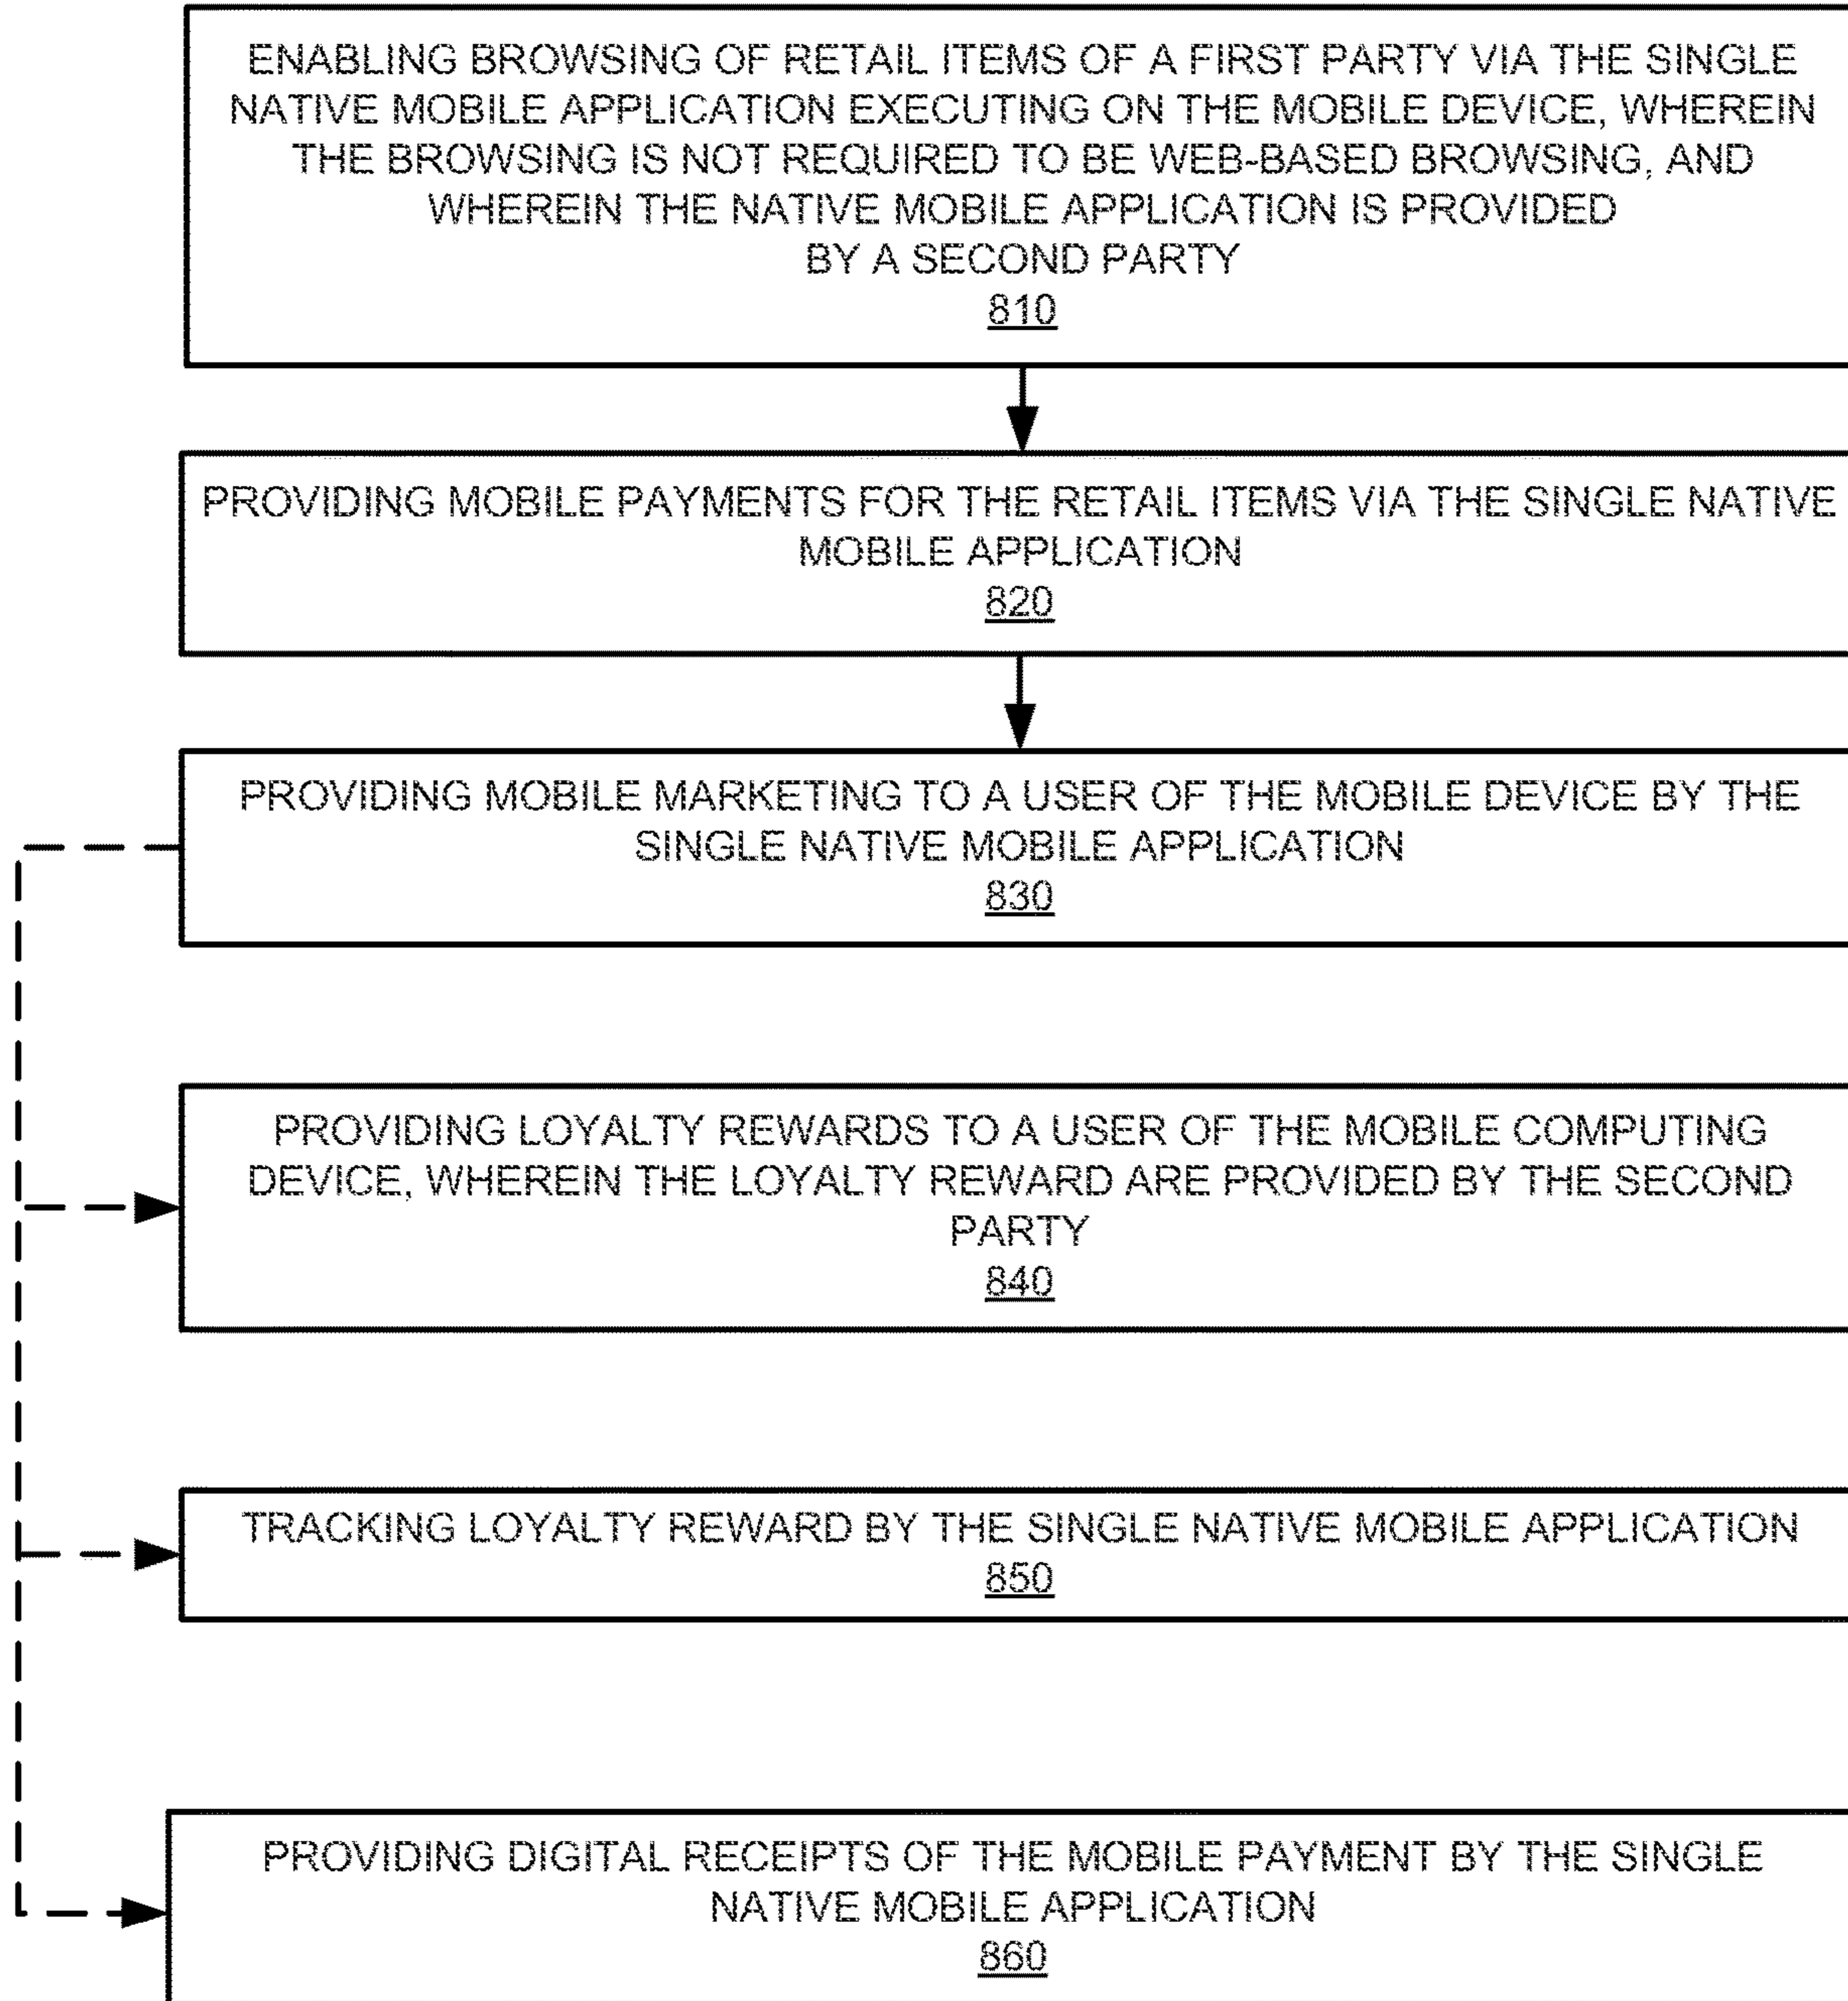 ENABLING BROWSING OF RETAIL ITEMS OF A FIRST PARTY VIA THE SINGLE
NATIVE MOBILE APPLICATION EXECUTING ON THE MOBILE DEVICE, WHEREIN
THE BROWSING IS NOT REQUIRED TO BE WEB-BASED BROWSING, AND
WHEREIN THE NATIVE MOBILE APPLICATION IS PROVIDED
BY A SECOND PARTY
810
PROVIDING MOBILE PAYMENTS FOR THE RETAIL ITEMS VIA THE SINGLE NATIVE
MOBILE APPLICATION
820
PROVIDING MOBILE MARKETING TO A USER OF THE MOBILE DEVICE BY THE
SINGLE NATIVE MOBILE APPLICATION
830
PROVIDING LOYALTY REWARDS TO A USER OF THE MOBILE COMPUTING
DEVICE, WHEREIN THE LOYALTY REWARD ARE PROVIDED BY THE SECOND
PARTY
840
TRACKING LOYALTY REWARD BY THE SINGLE NATIVE MOBILE APPLICATION
850
PROVIDING DIGITAL RECEIPTS OF THE MOBILE PAYMENT BY THE SINGLE
NATIVE MOBILE APPLICATION
860